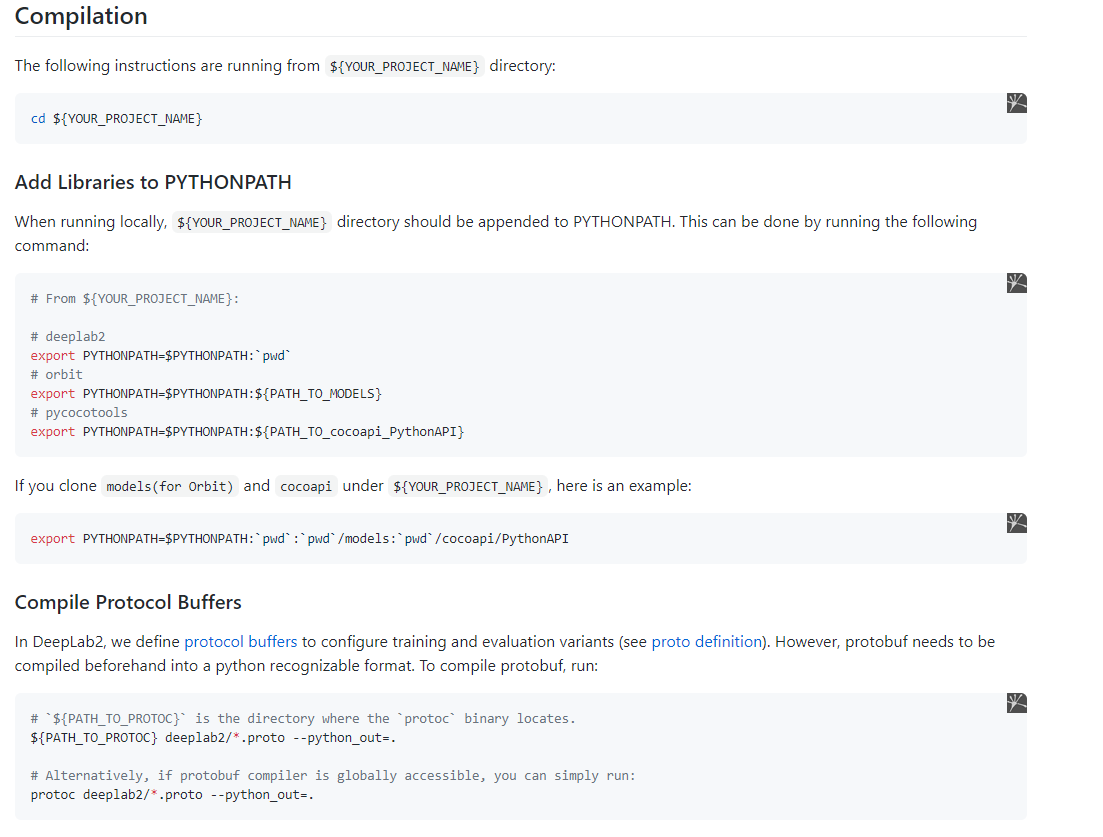 Compilation
The following instructions are running from ${YOUR_PROJECT_NAME} directory:
cd ${YOUR_PROJECT_NAME}
Add Libraries to PYTHONPATH
When running locally, ${YOUR_PROJECT_NAME} directory should be appended to PYTHONPATH. This can be done by running the following
command:
# From ${YOUR_PROJECT_NAME}:
# deeplab2
export PYTHONPATH=$PYTHONPATH:`pwd`
# orbit
export PYTHONPATH=$PYTHONPATH:${PATH_TO_MODELS}
# pycocotools
export PYTHONPATH=$PYTHONPATH:${PATH_TO_cocoapi_PythonAPI}
If you clone models(for Orbit) and cocoapi under ${YOUR_PROJECT_NAME}, here is an example:
export PYTHONPATH=$PYTHONPATH:`pwd`:`pwd`/models:`pwd`/cocoapi/PythonAPI
Compile Protocol Buffers
In DeepLab2, we define protocol buffers to configure training and evaluation variants (see proto definition). However, protobuf needs to be
compiled beforehand into a python recognizable format. To compile protobuf, run:
# `${PATH_TO_PROTOC}` is the directory where the `protoc` binary locates.
${PATH_TO_PROTOC} deeplab2/*.proto --python_out=.
# Alternatively, if protobuf compiler is globally accessible, you can simply run:
protoc deeplab2/*.proto --python_out=.